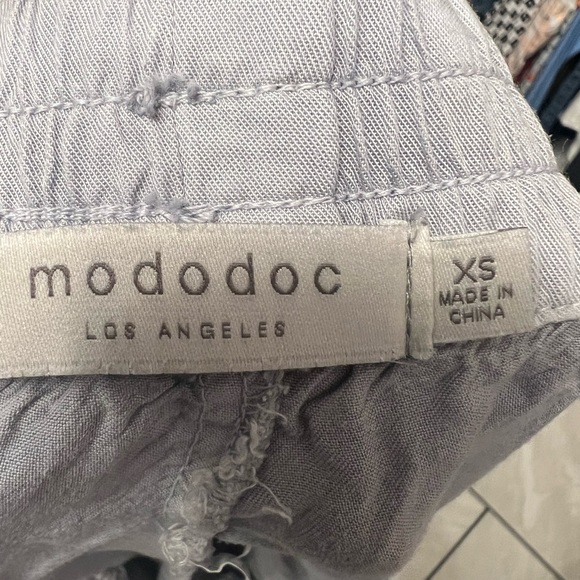 mododoc
LOS ANGELES
XS
MADE IN
CHINA